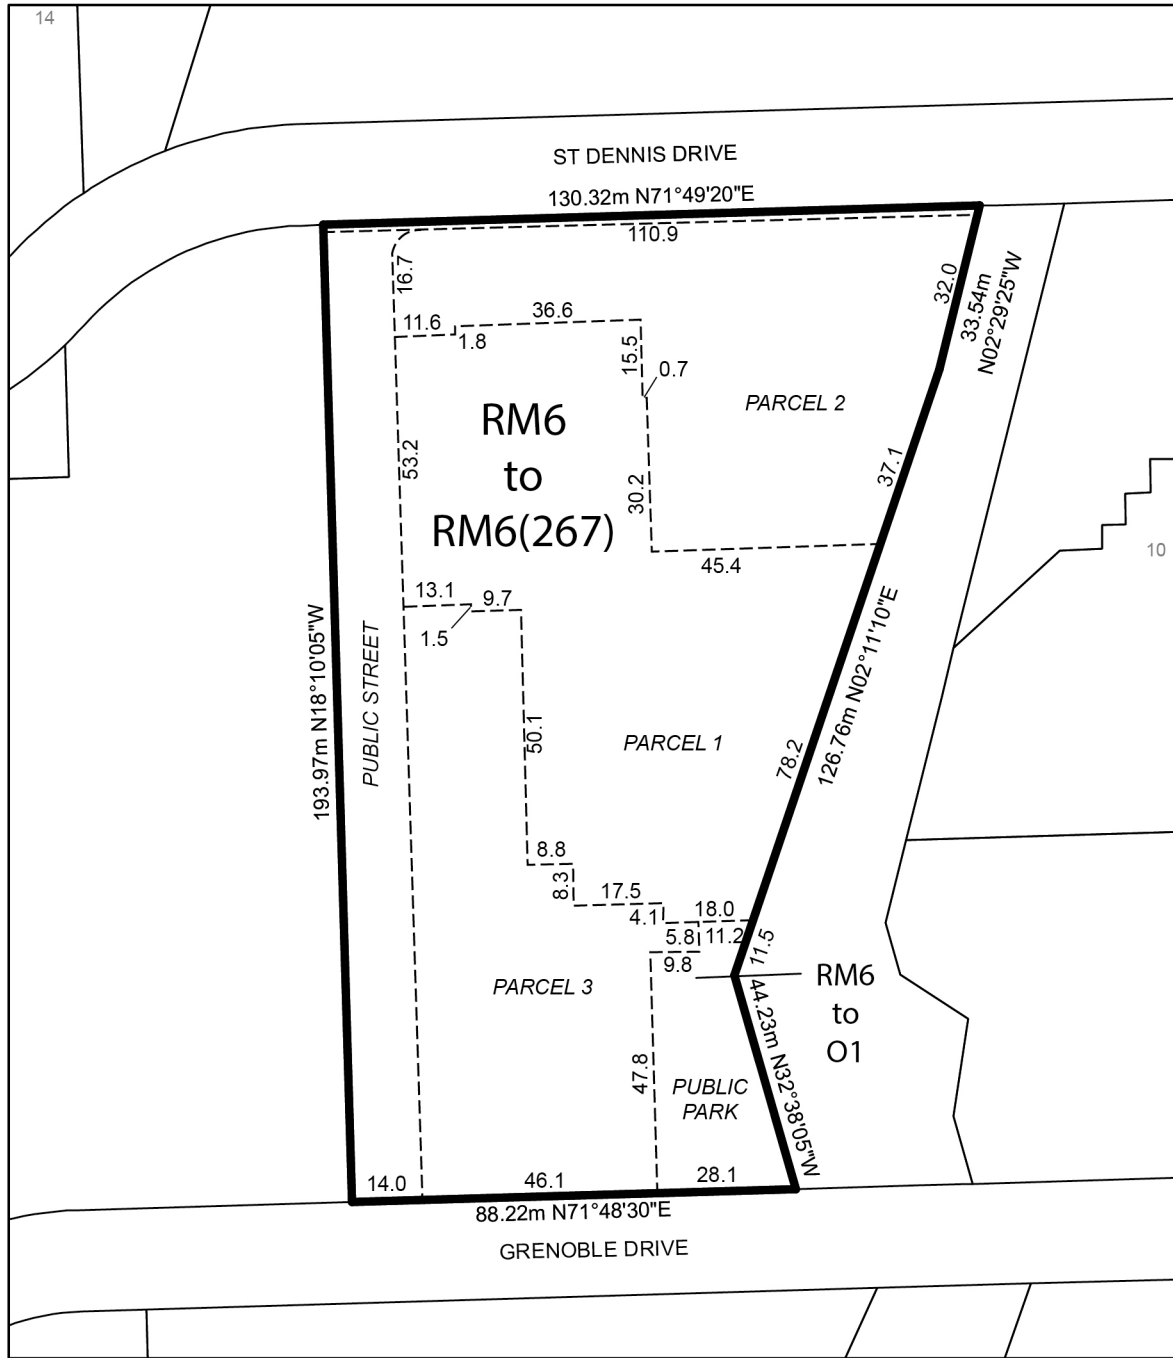 14
ST DENNIS DRIVE
130.32m N71°49'20"E
110.9
16.7
32.0
33.54m
N02°29'25"W
11.6
36.6
1.8
15.5
0.7
PARCEL 2
RM6
to
RM6(267)
53.2
37.1
30.2
45.4
10
13.1
9.7
1.5
126.76m N02°11'10"E
193.97m N18°10'05"W
PUBLIC STREET
50.1
PARCEL 1
78.2
8.8
8.3
17.5
4.1
18.0
5.8
11.2
11.5
9.8
PARCEL 3
RM6
to
O1
44.23m N32°38'05"W
47.8
PUBLIC
PARK
14.0
46.1
28.1
88.22m N71°48'30"E
GRENOBLE DRIVE